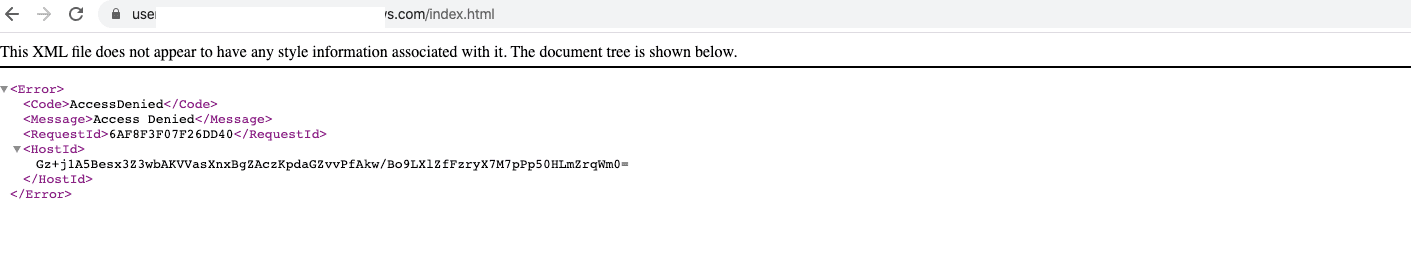 user
s.com/index.html
This XML file does not appear to have any style information associated with it. The document tree is shown below.
<Error>
<Code>AccessDenied</Code>
<Message>Access Denied</Message>
<RequestId>6AF8F3F07F26DD40</RequestId>
<HostId>
Gz+j1A5Besx3Z3wbAKVVasXnxBgZAczKpdaGZvvPfAkw/Bo9LXlZfFzryX7M7pPp50HLmZrqWm0=
</HostId>
</Error>